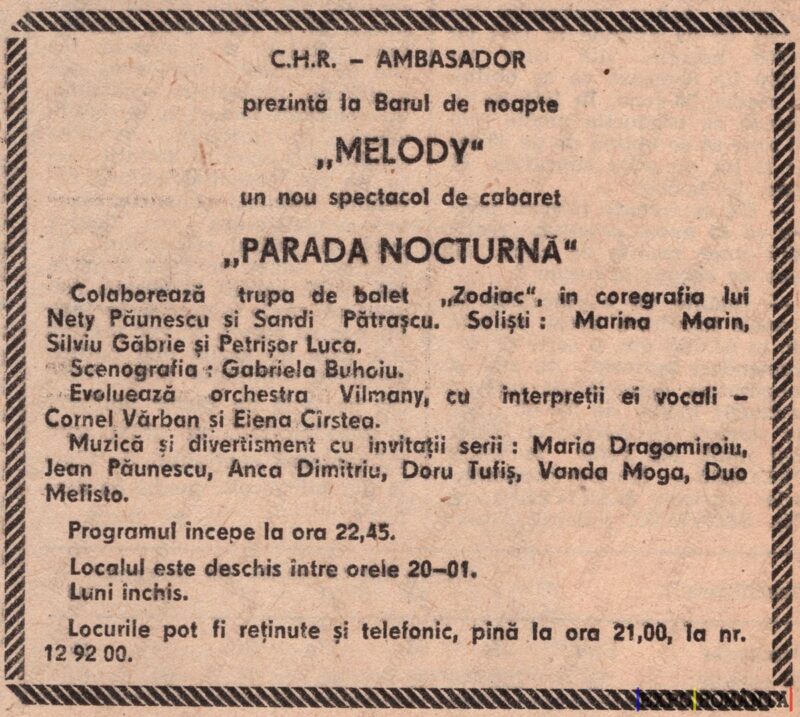 C.H.R. – AMBASADOR
prezintă la Barul de noapte
„MELODY“
un nou spectacol de cabaret
„PARADA NOCTURNĂ“
Colaborează trupa de balet „Zodiac“, în coregrafia lui
Nety Păunescu si Sandi Pătrașcu. Soliști : Marina Marin,
Silviu Găbrie și Petrișor Luca.
Scenografia : Gabriela Buhoiu.
Evoluează orchestra Vilmany, cu interpreții ei vocali –
Cornel Vărban și Elena Cîrstea.
Muzică și divertisment cu invitații serii : Maria Dragomiroiu,
Jean Păunescu, Anca Dimitriu, Doru Tufiș, Vanda Moga, Duo
Mefisto.
Programul începe la ora 22,45.
Localul este deschis între orele 20–01.
Luni închis.
Locurile pot fi reținute și telefonic, pînă la ora 21,00, la nr.
12 92 00.
ROMÂNIA